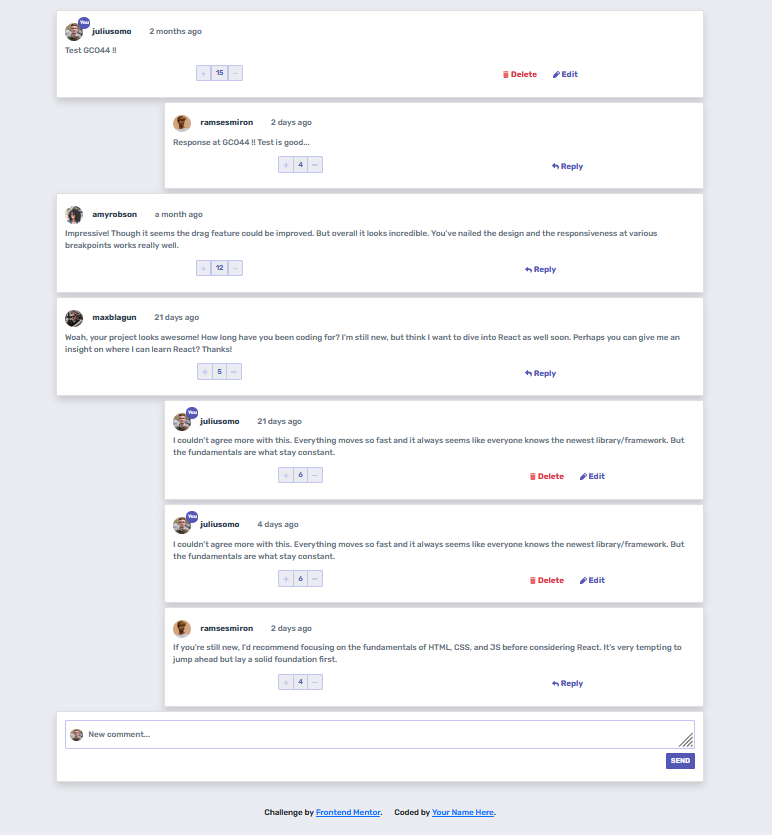 You
juliusomo 2 months ago
Test GCO44 !!
+ 15 − Delete Edit
ramsesmiron 2 days ago
Response at GCO44 !! Test is good...
+ 4 − Reply
amyrobson a month ago
Impressive! Though it seems the drag feature could be improved. But overall it looks incredible. You've nailed the design and the responsiveness at various
breakpoints works really well.
+ 12 − Reply
maxblagun 21 days ago
Woah, your project looks awesome! How long have you been coding for? I'm still new, but think I want to dive into React as well soon. Perhaps you can give me an
insight on where I can learn React? Thanks!
+ 5 − Reply
You
juliusomo 21 days ago
I couldn't agree more with this. Everything moves so fast and it always seems like everyone knows the newest library/framework. But
the fundamentals are what stay constant.
+ 6 − Delete Edit
You
juliusomo 4 days ago
I couldn't agree more with this. Everything moves so fast and it always seems like everyone knows the newest library/framework. But
the fundamentals are what stay constant.
+ 6 − Delete Edit
ramsesmiron 2 days ago
If you're still new, I'd recommend focusing on the fundamentals of HTML, CSS, and JS before considering React. It's very tempting to
jump ahead but lay a solid foundation first.
+ 4 − Reply
New comment...
SEND
Challenge by Frontend Mentor. Coded by Your Name Here.